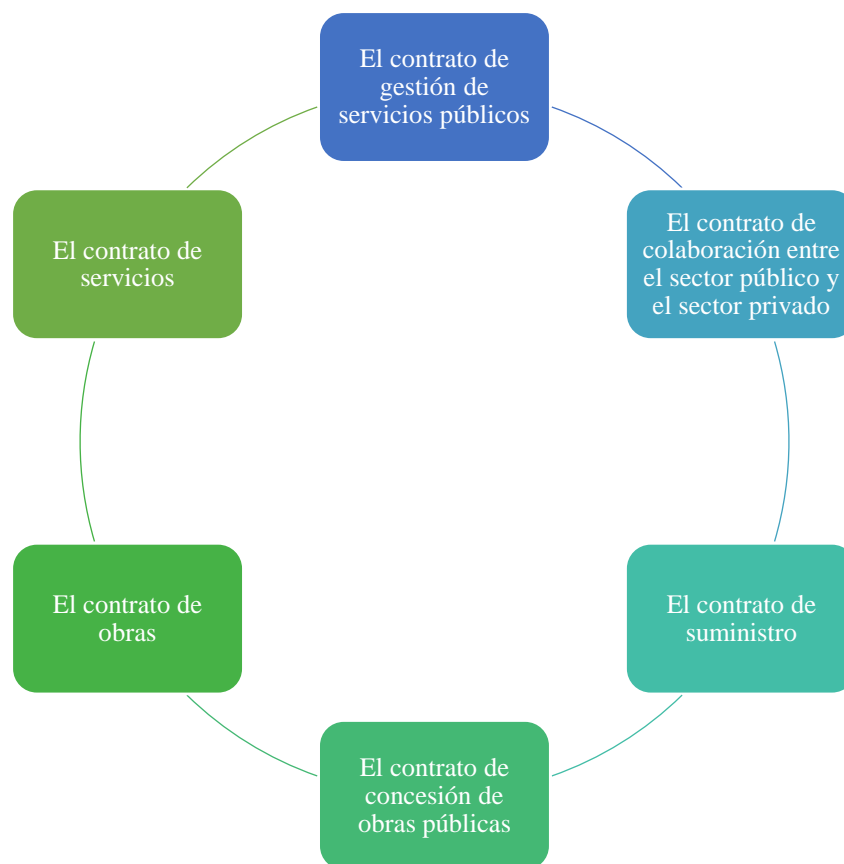 El contrato de
gestión de
servicios públicos
El contrato de
colaboración entre
el sector público y
el sector privado
El contrato de
suministro
El contrato de
concesión de
obras públicas
El contrato de
obras
El contrato de
servicios